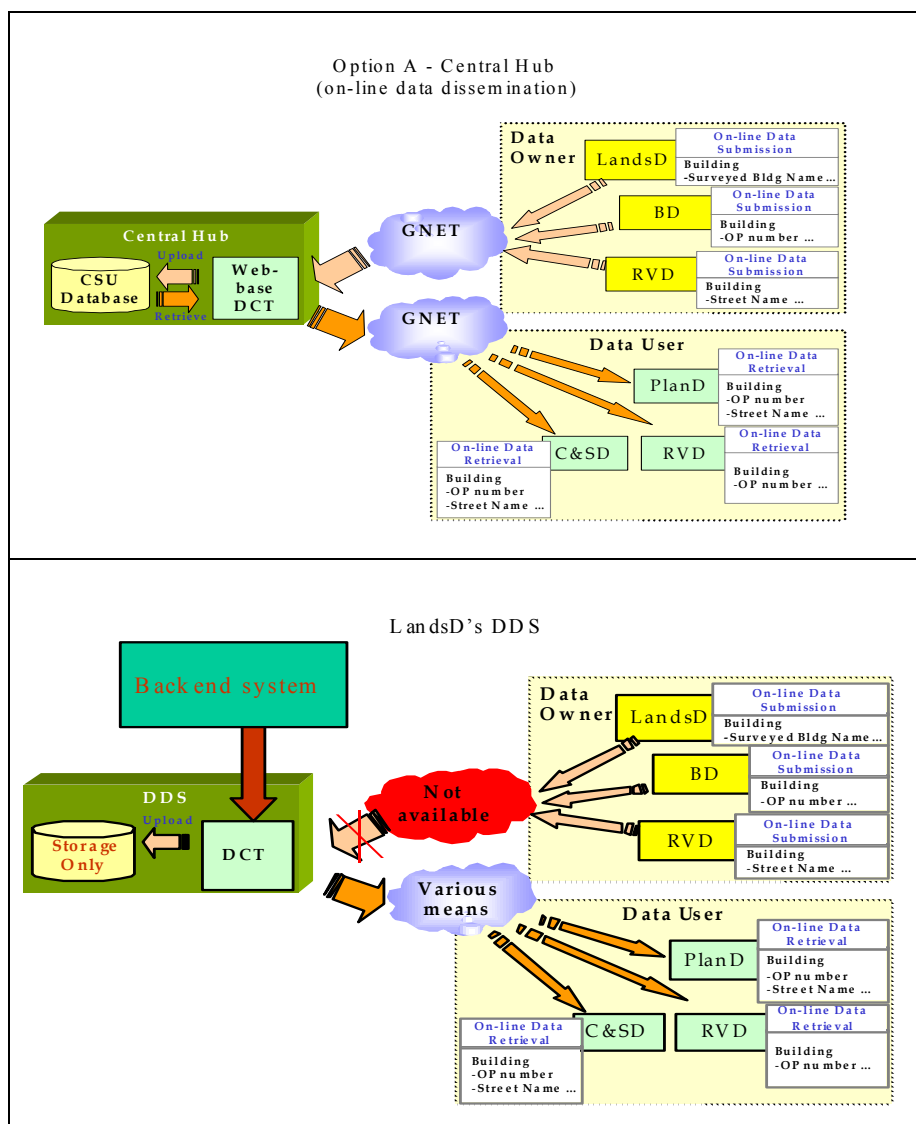 Option A - Central Hub
(on-line data dissemination)
Data
Owner
LandsD
On-line Data
Submission
Building
-Surveyed Bldg Name...
BD
On-line Data
Submission
Building
-OP number ...
RVD
On-line Data
Submission
Building
-Street Name ...
GNET
Central Hub
Upload
CSU
Database
Web-
base
DCT
Retrieve
GNET
Data User
PlanD
On-line Data
Retrieval
Building
-OP number
-Street Name ...
C&SD
RVD
On-line Data
Retrieval
Building
-OP number ...
On-line Data
Retrieval
Building
-OP number
-Street Name ...
LandsD's DDS
Backend system
Data
Owner
LandsD
On-line Data
Submission
Building
-Surveyed Bldg Name...
BD
On-line Data
Submission
Building
-OP number ...
RVD
On-line Data
Submission
Building
-Street Name ...
Not
available
DDS
Upload
Storage
Only
DCT
Various
means
Data User
PlanD
On-line Data
Retrieval
Building
-OP number
-Street Name ...
C&SD
RVD
On-line Data
Retrieval
Building
-OP number ...
On-line Data
Retrieval
Building
-OP number
-Street Name ...